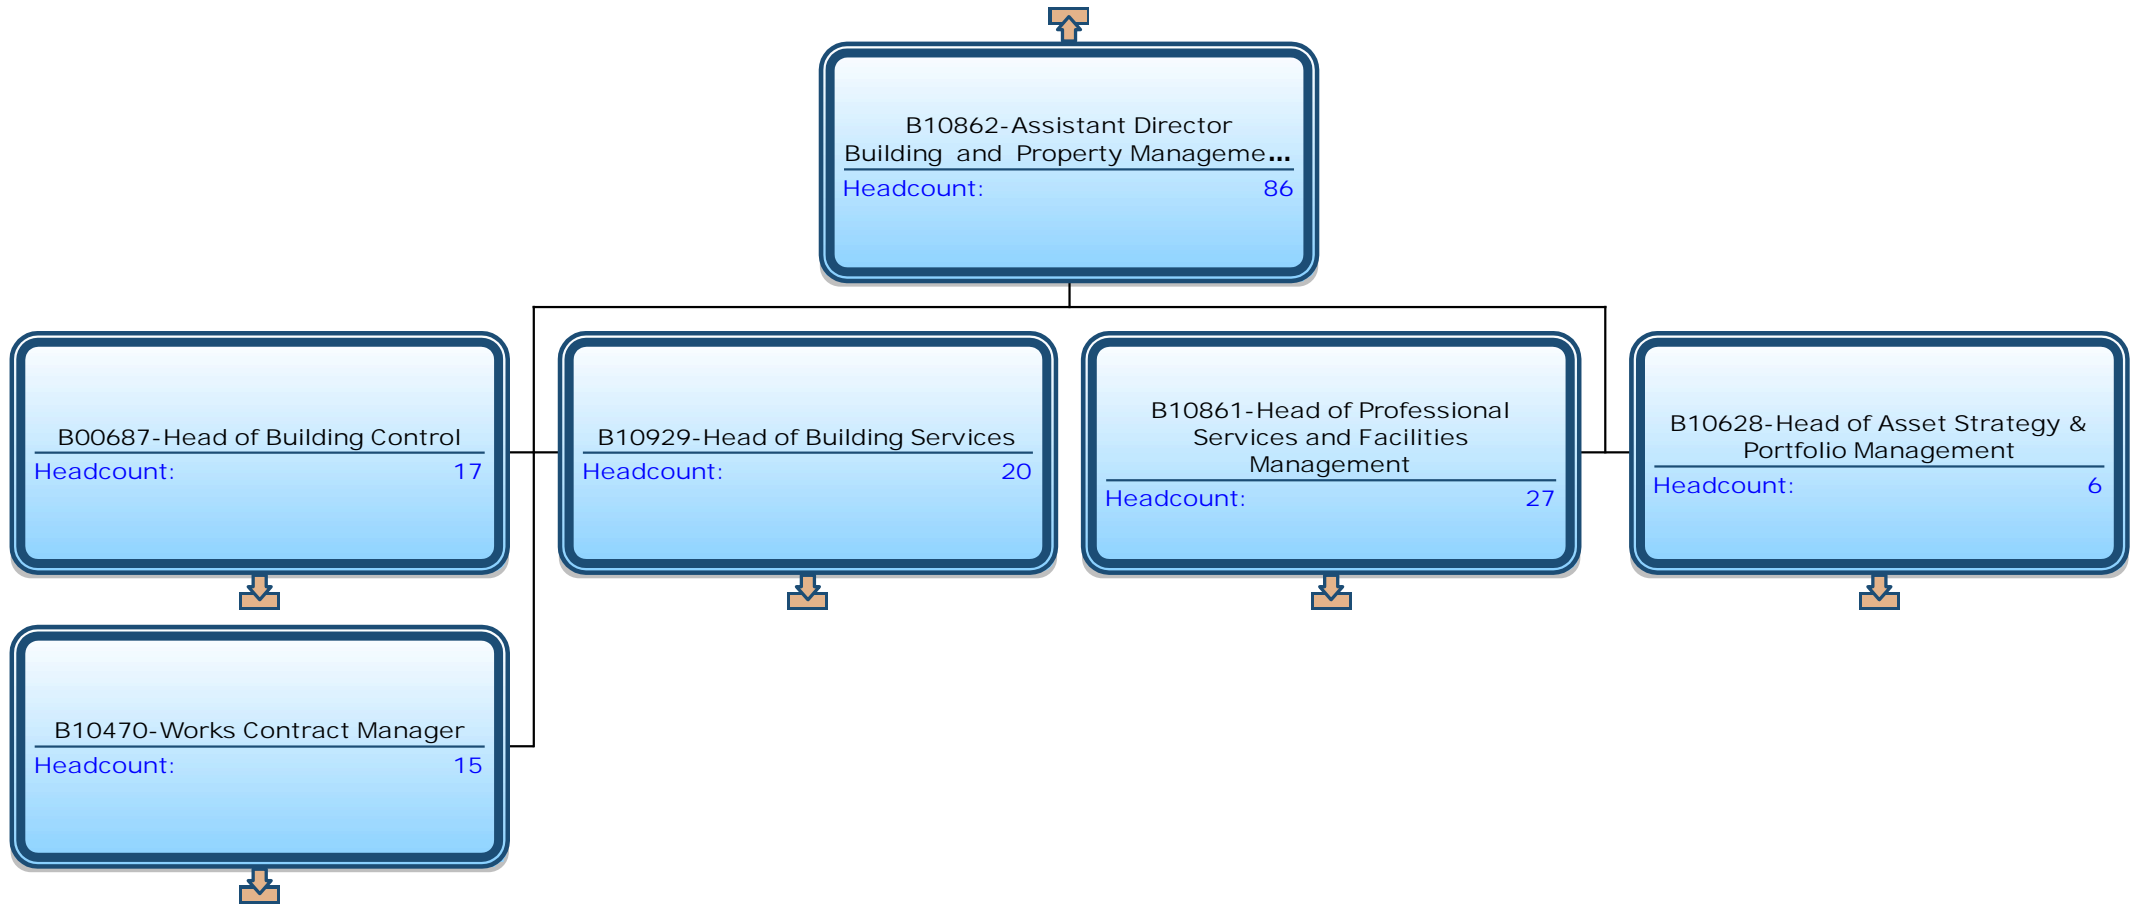 B10862-Assistant Director
Building and Property Manageme...
Headcount: 86
B00687-Head of Building Control
Headcount: 17
B10929-Head of Building Services
Headcount: 20
B10861-Head of Professional
Services and Facilities
Management
Headcount: 27
B10628-Head of Asset Strategy &
Portfolio Management
Headcount: 6
B10470-Works Contract Manager
Headcount: 15